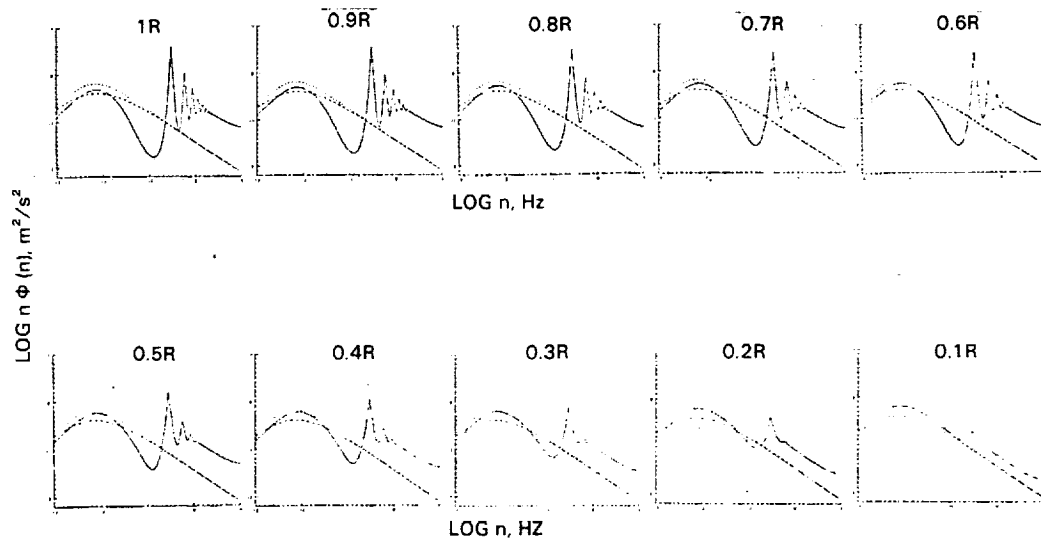 1R
0.9R
0.8R
0.7R
0.6R
LOG n, Hz
LOG n Φ (n), m²/s²
0.5R
0.4R
0.3R
0.2R
0.1R
LOG n, HZ